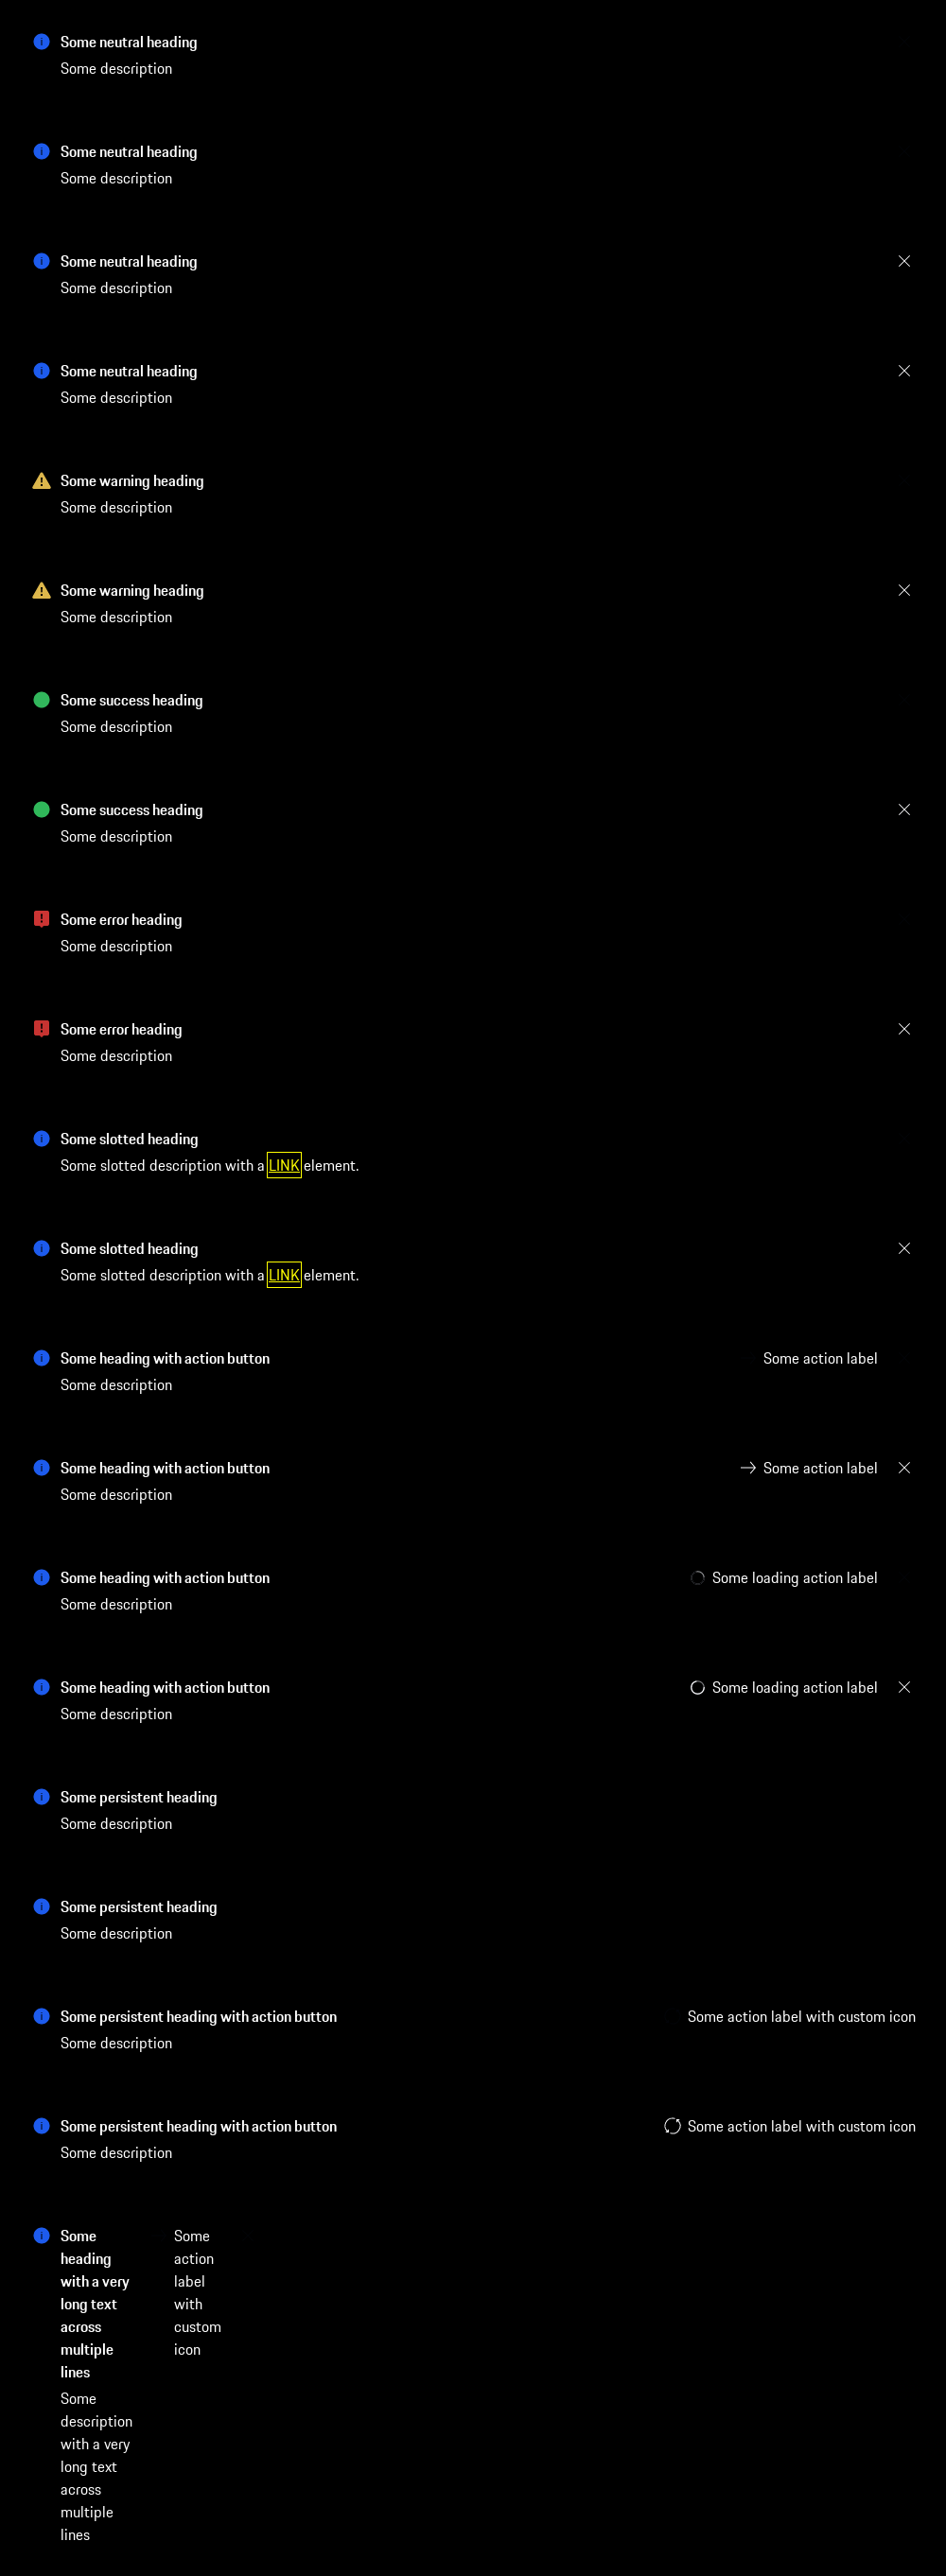 Some neutral heading
Some description
Some neutral heading
Some description
Some neutral heading
Some description
Some neutral heading
Some description
Some warning heading
Some description
Some warning heading
Some description
Some success heading
Some description
Some success heading
Some description
Some error heading
Some description
Some error heading
Some description
Some slotted heading
Some slotted description with a LINK element.
Some slotted heading
Some slotted description with a LINK element.
Some heading with action button
Some action label
Some description
Some heading with action button
Some action label
Some description
Some heading with action button
Some loading action label
Some description
Some heading with action button
Some loading action label
Some description
Some persistent heading
Some description
Some persistent heading
Some description
Some persistent heading with action button
Some action label with custom icon
Some description
Some persistent heading with action button
Some action label with custom icon
Some description
Some
heading
with a very
long text
across
multiple
lines
Some
description
with a very
long text
across
multiple
lines
Some
action
label
with
custom
icon